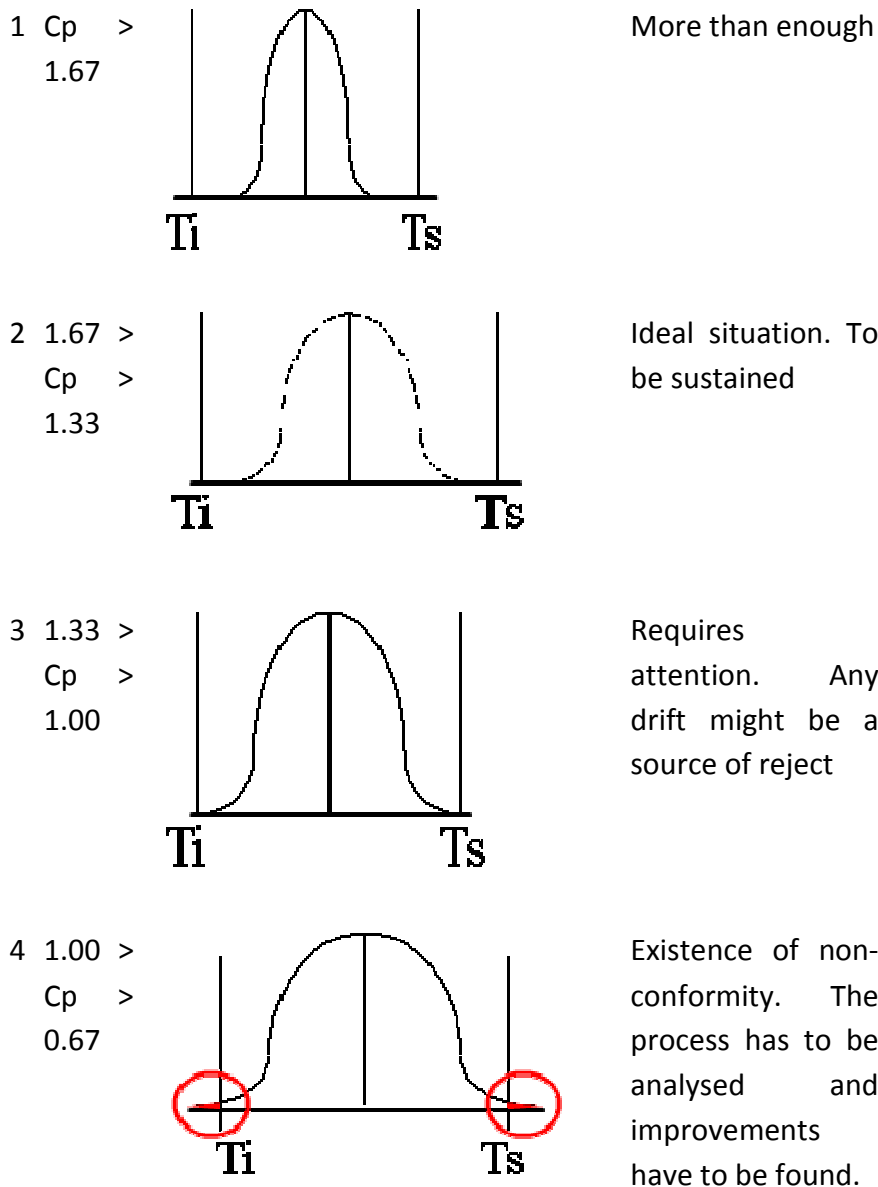 1 Cp > More than enough
1.67
Ti Ts
2 1.67 > Ideal situation. To
Cp > be sustained
1.33
Ti Ts
3 1.33 > Requires
Cp > attention. Any
1.00 drift might be a
source of reject
Ti Ts
4 1.00 > Existence of non-
Cp > conformity. The
0.67 process has to be
analysed and
improvements
Ti Ts
have to be found.